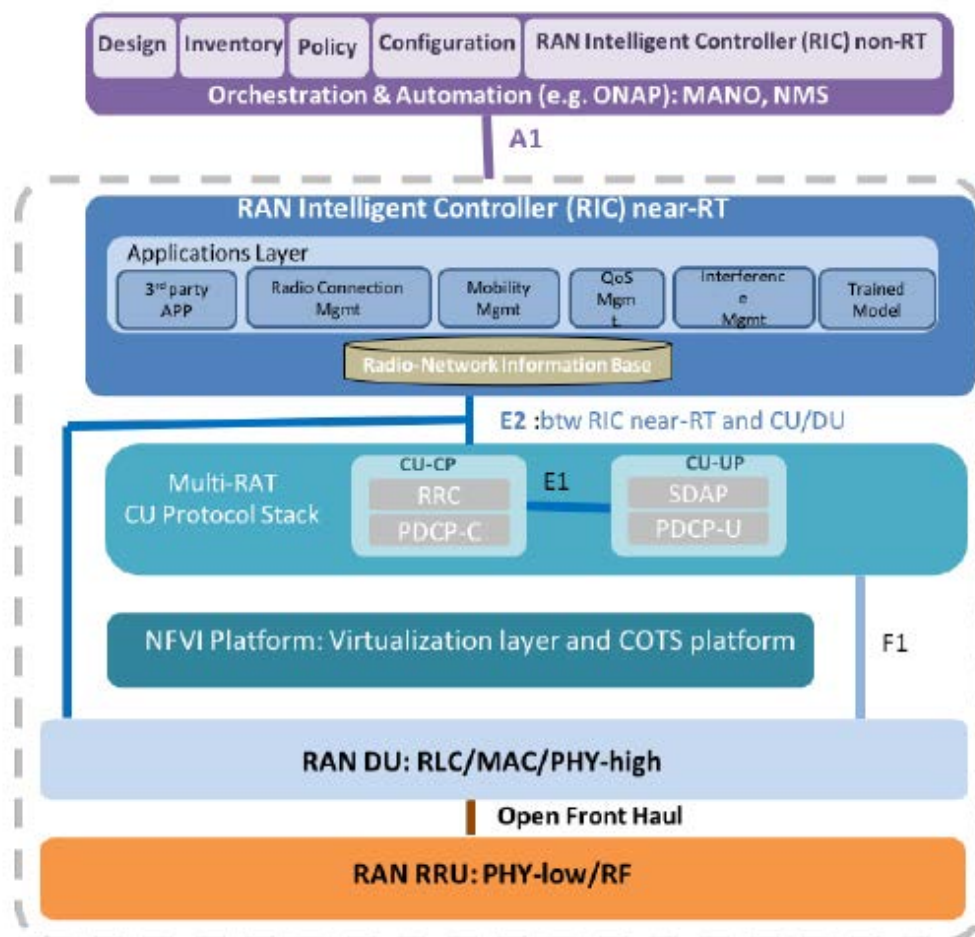 Design Inventory Policy Configuration RAN Intelligent Controller (RIC) non-RT
Orchestration & Automation (e.g. ONAP): MANO, NMS
A1
RAN Intelligent Controller (RIC) near-RT
Applications Layer
3rd party
APP
Radio Connection
Mgmt
Mobility
Mgmt
QoS
Mgm
t
Interferenc
e
Mgmt
Trained
Model
Radio-Network Information Base
E2 :btw RIC near-RT and CU/DU
Multi-RAT
CU Protocol Stack
CU-CP
RRC
PDCP-C
E1
CU-UP
SDAP
PDCP-U
NFVI Platform: Virtualization layer and COTS platform
F1
RAN DU: RLC/MAC/PHY-high
Open Front Haul
RAN RRU: PHY-low/RF